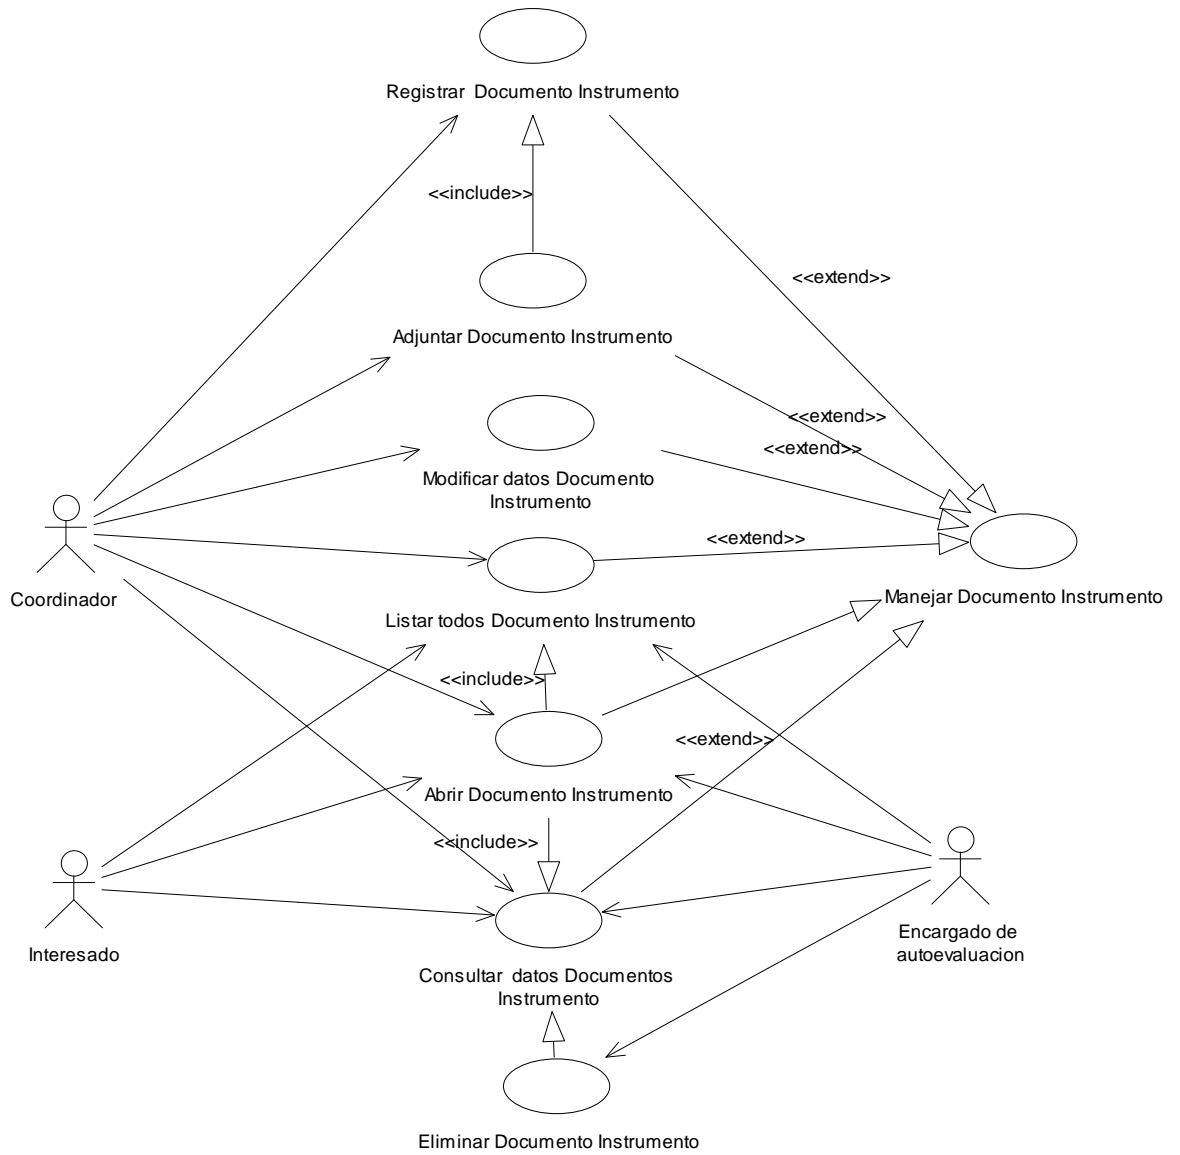 Registrar Documento Instrumento
<<include>>
<<extend>>
Adjuntar Documento Instrumento
<<extend>>
<<extend>>
Modificar datos Documento
Instrumento
<<extend>>
Coordinador
Manejar Documento Instrumento
Listar todos Documento Instrumento
<<include>>
<<extend>>
Abrir Documento Instrumento
<<include>>
Interesado
Encargado de
autoevaluacion
Consultar datos Documentos
Instrumento
Eliminar Documento Instrumento